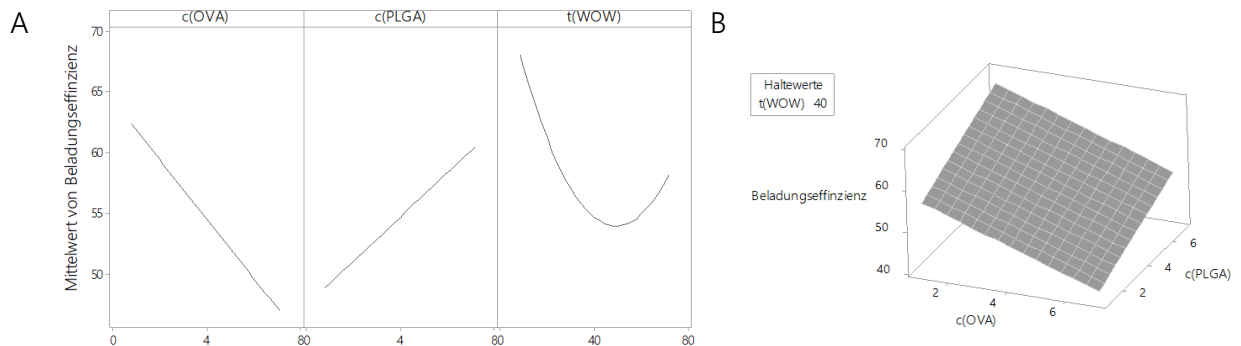 A
c(OVA) c(PLGA) t(WOW)
Mittelwert von Beladungseffinzienz
70
65
60
55
50
0 4 80 4 80 40 80
B
Haltewerte
t(WOW) 40
70
60
Beladungseffinzienz
50
40
2 4 6
c(OVA)
2 4 6
c(PLGA)